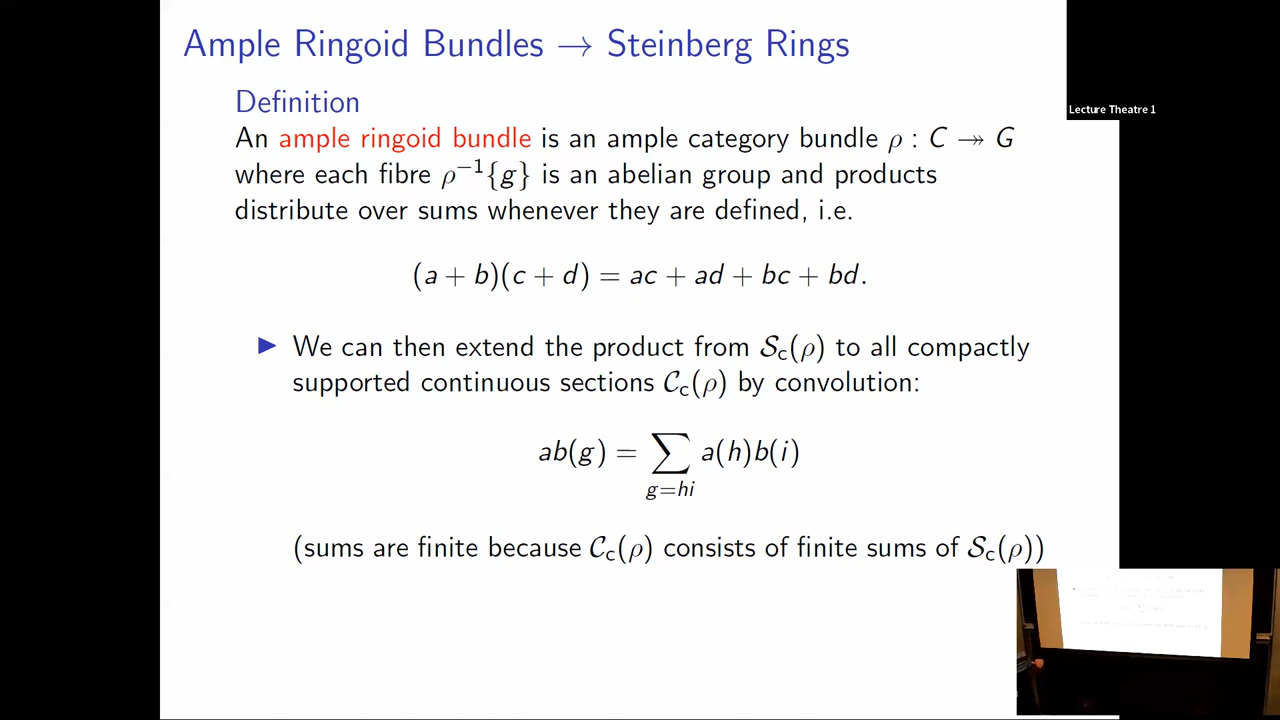 Ample Ringoid Bundles → Steinberg Rings
Lecture Theatre 1
Definition
An ample ringoid bundle is an ample category bundle ρ : C ↠ G
where each fibre ρ⁻¹{g} is an abelian group and products
distribute over sums whenever they are defined, i.e.
(a + b)(c + d) = ac + ad + bc + bd.
▶ We can then extend the product from 𝒮c(ρ) to all compactly
supported continuous sections 𝒞c(ρ) by convolution:
ab(g) = ∑ a(h)b(i)
g=hi
(sums are finite because 𝒞c(ρ) consists of finite sums of 𝒮c(ρ))